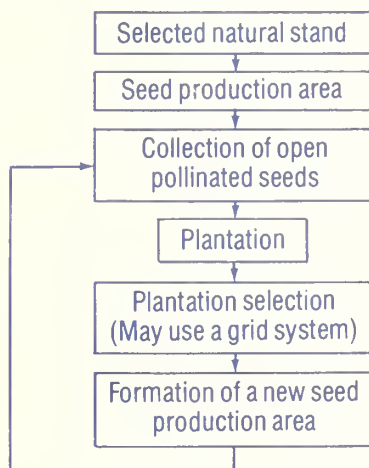 Selected natural stand
Seed production area
Collection of open
pollinated seeds
Plantation
Plantation selection
(May use a grid system)
Formation of a new seed
production area